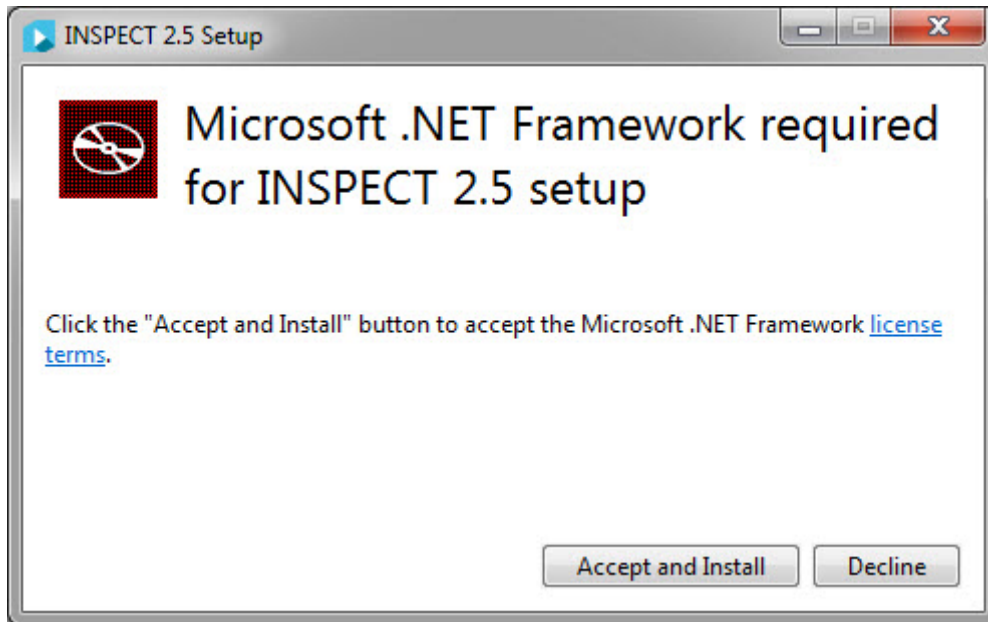 INSPECT 2.5 Setup
Microsoft .NET Framework required
for INSPECT 2.5 setup
Click the "Accept and Install" button to accept the Microsoft .NET Framework license
terms.
Accept and Install Decline